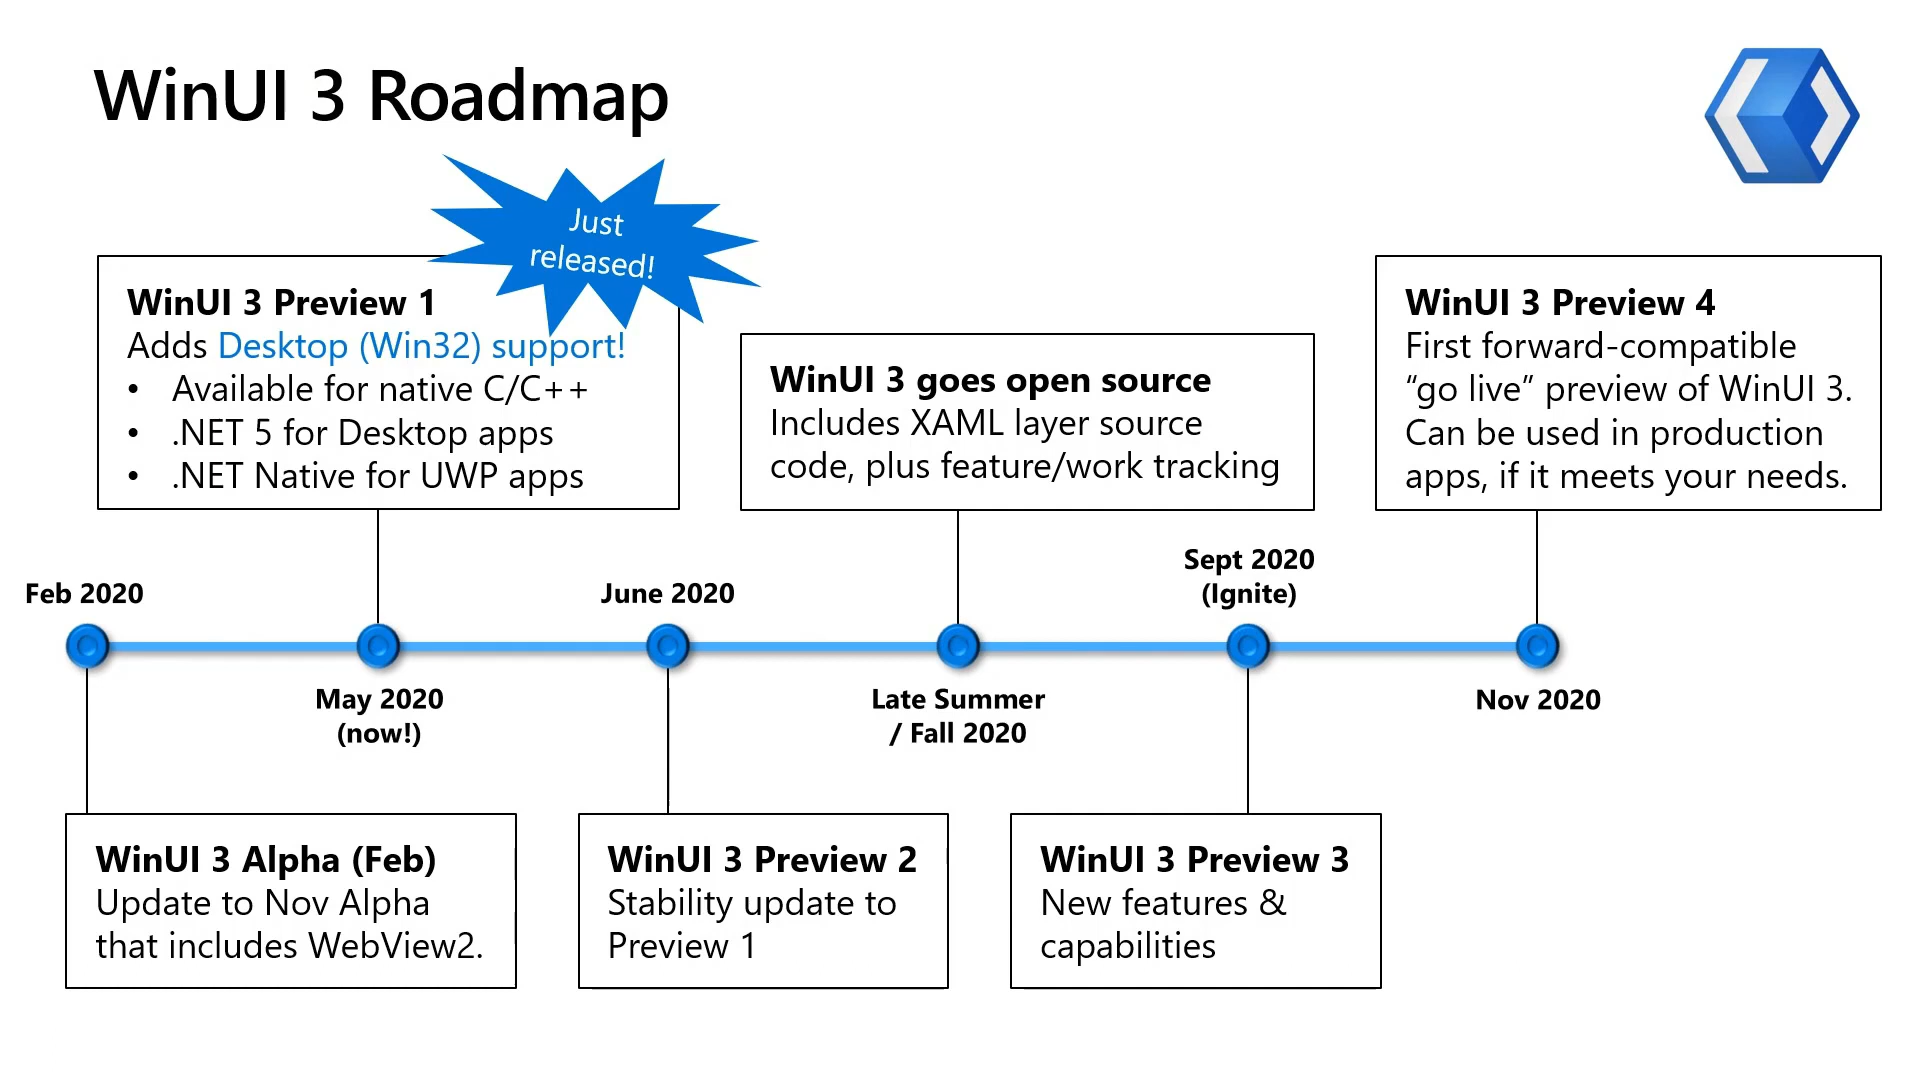 WinUI 3 Roadmap
Just
released!
WinUI 3 Preview 1
Adds Desktop (Win32) support!
• Available for native C/C++
• .NET 5 for Desktop apps
• .NET Native for UWP apps
WinUI 3 goes open source
Includes XAML layer source
code, plus feature/work tracking
WinUI 3 Preview 4
First forward-compatible
“go live” preview of WinUI 3.
Can be used in production
apps, if it meets your needs.
Feb 2020
May 2020
(now!)
June 2020
Late Summer
/ Fall 2020
Sept 2020
(Ignite)
Nov 2020
WinUI 3 Alpha (Feb)
Update to Nov Alpha
that includes WebView2.
WinUI 3 Preview 2
Stability update to
Preview 1
WinUI 3 Preview 3
New features &
capabilities